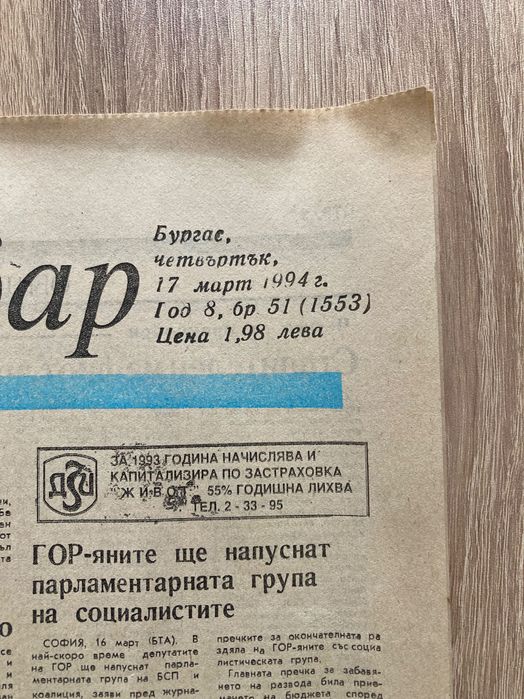 бар
Бургас,
четвъртък,
17 март 1994 г.
Год 8, бр 51 (1553)
Цена 1,98 лева
ДЗИ
ЗА 1993 ГОДИНА НАЧИСЛЯВА И
КАПИТАЛИЗИРА ПО ЗАСТРАХОВКА
"ЖИВОТ" 55% ГОДИШНА ЛИХВА
ТЕЛ. 2 - 33 - 95
ГОР-яните ще напуснат
парламентарната група
на социалистите
СОФИЯ, 16 март (БТА). В
най-скоро време депутатите
на ГОР ще напуснат парла-
ментарната група на БСП и
коалиция, заяви пред журна-
пречките за окончателната ра
здяла на ГОР-яните със социа
листическата група.
Главната пречка за забавя-
нето на развода била прие-
мането на бюджета според